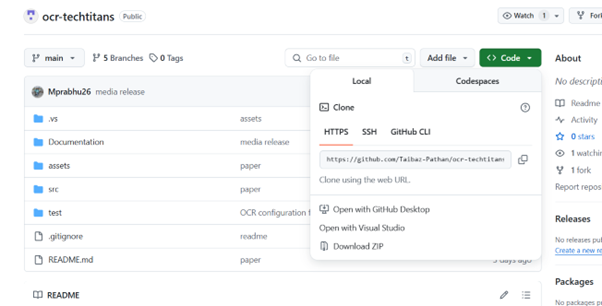 ocr-techtitans Public
Watch 1
Fork
main
5 Branches 0 Tags
Go to file t
Add file
Code
Mprabhu26 media release
.vs assets
Documentation media release
assets paper
src paper
test OCR configuration f
.gitignore readme
README.md paper 3 days ago
README
Local Codespaces
Clone
HTTPS SSH GitHub CLI
https://github.com/Taibaz-Pathan/ocr-techtitans
Clone using the web URL.
Open with GitHub Desktop
Open with Visual Studio
Download ZIP
About
No descripti
Readme
Activity
0 stars
1 watchin
1 fork
Report repos
Releases
No releases pu
Create a new re
Packages
No packages p